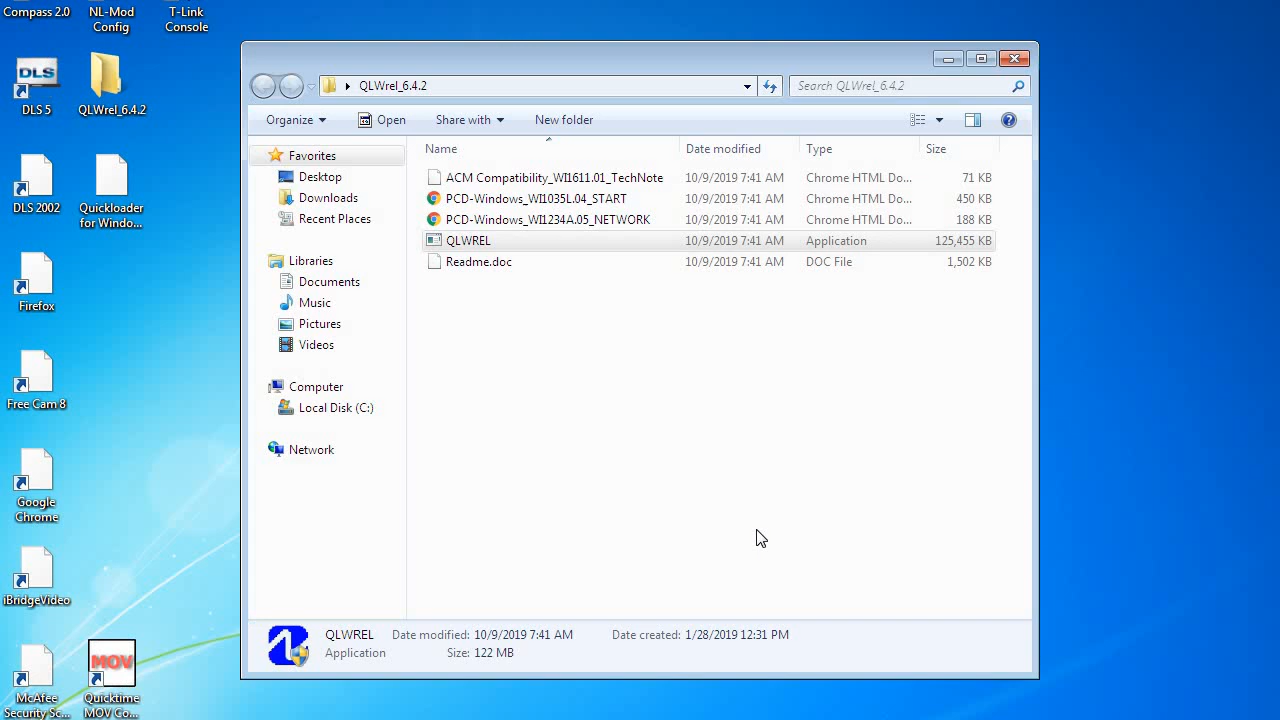 Compass 2.0
NL-Mod
Config
T-Link
Console
DLS
DLS 5
QLWrel_6.4.2
DLS 2002
Quickloader
for Windo...
Firefox
Free Cam 8
Google
Chrome
iBridgeVideo
McAfee
Security Sc...
MOV
Quicktime
MOV Co...
QLWrel_6.4.2
Search QLWrel_6.4.2
Organize
Open
Share with
New folder
Favorites
Desktop
Downloads
Recent Places
Libraries
Documents
Music
Pictures
Videos
Computer
Local Disk (C:)
Network
Name Date modified Type Size
ACM Compatibility_WI1611.01_TechNote 10/9/2019 7:41 AM Chrome HTML Do... 71 KB
PCD-Windows_WI1035L.04_START 10/9/2019 7:41 AM Chrome HTML Do... 450 KB
PCD-Windows_WI1234A.05_NETWORK 10/9/2019 7:41 AM Chrome HTML Do... 188 KB
QLWREL 10/9/2019 7:41 AM Application 125,455 KB
Readme.doc 10/9/2019 7:41 AM DOC File 1,502 KB
QLWREL Date modified: 10/9/2019 7:41 AM Date created: 1/28/2019 12:31 PM
Application Size: 122 MB